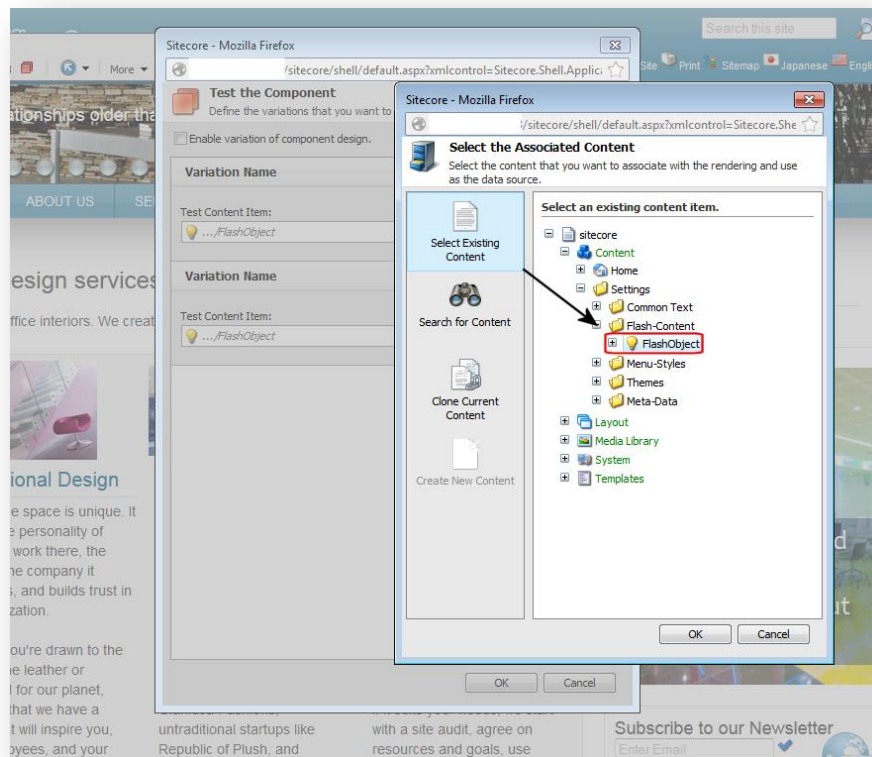 Search this site
Site Print Sitemap Japanese
More
ationships older tha
ABOUT US
esign services
ffice interiors. We creat
ional Design
e space is unique. It
e personality of
work there, the
ne company it
s, and builds trust in
zation.
ou're drawn to the
ne leather or
l for our planet,
that we have a
t will inspire you,
oyees, and your
Sitecore - Mozilla Firefox
/sitecore/shell/default.aspx?xmlcontrol=Sitecore.Shell.Applic
Test the Component
Define the variations that you want to
Enable variation of component design.
Variation Name
Test Content Item:
.../FlashObject
Variation Name
Test Content Item:
.../FlashObject
OK Cancel
Sitecore - Mozilla Firefox
/sitecore/shell/default.aspx?xmlcontrol=Sitecore.She
Select the Associated Content
Select the content that you want to associate with the rendering and use
as the data source.
Select Existing
Content
Search for Content
Clone Current
Content
Create New Content
Select an existing content item.
sitecore
Content
Home
Settings
Common Text
Flash-Content
FlashObject
Menu-Styles
Themes
Meta-Data
Layout
Media Library
System
Templates
OK Cancel
untraditional startups like
Republic of Plush, and
with a site audit, agree on
resources and goals, use
Subscribe to our Newsletter
Enter Email